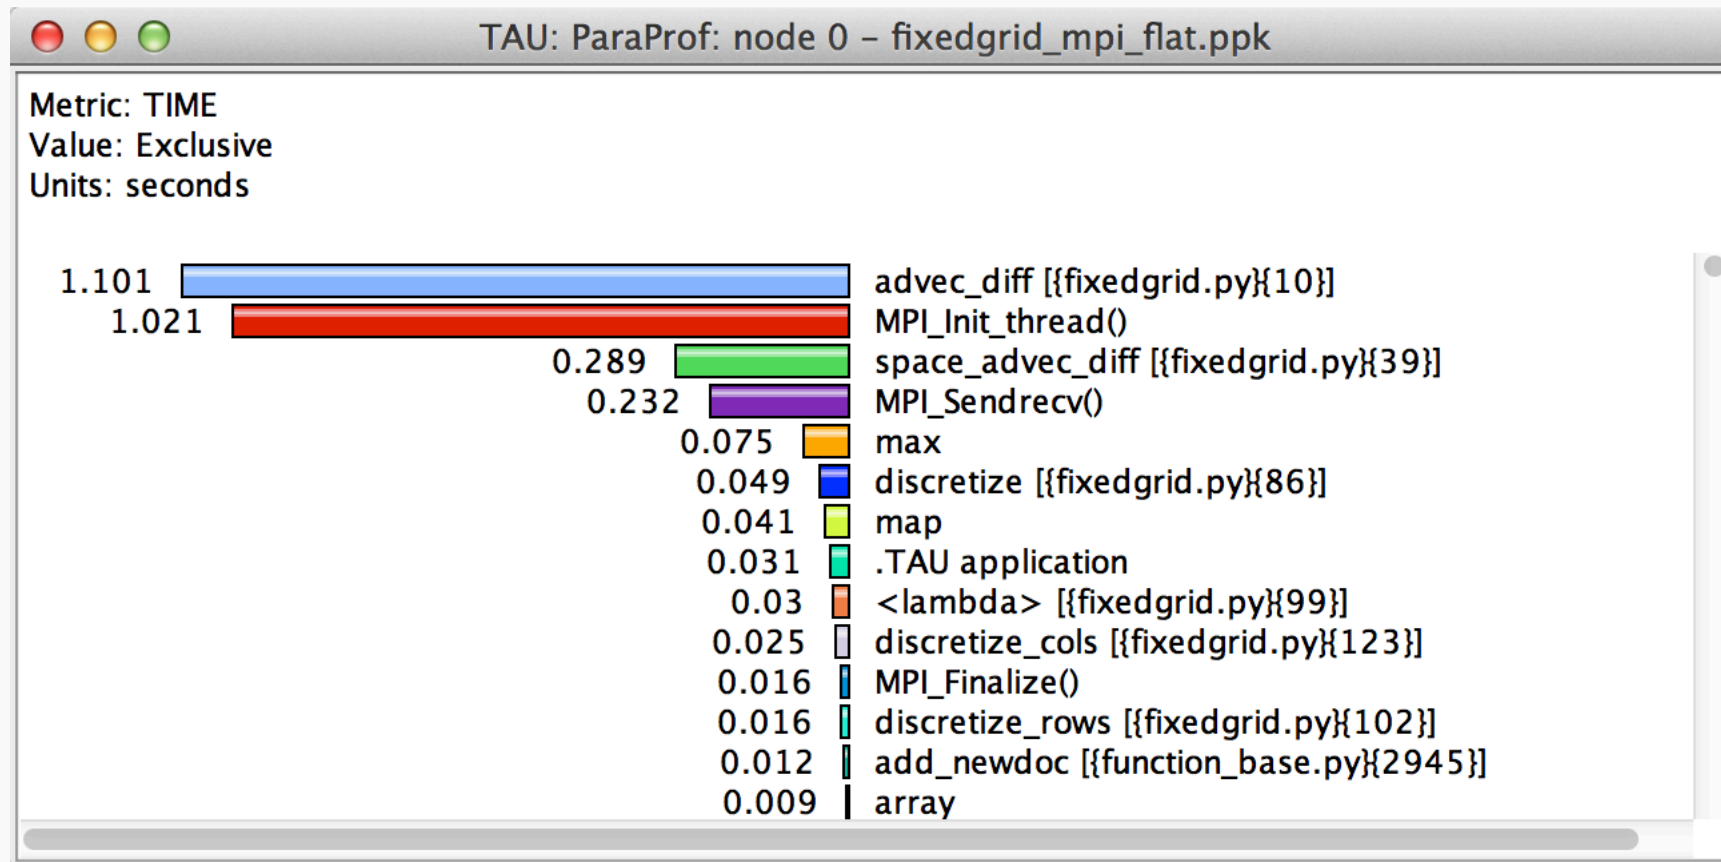 TAU: ParaProf: node 0 – fixedgrid_mpi_flat.ppk
Metric: TIME
Value: Exclusive
Units: seconds
1.101 advec_diff [{fixedgrid.py}{10}]
1.021 MPI_Init_thread()
0.289 space_advec_diff [{fixedgrid.py}{39}]
0.232 MPI_Sendrecv()
0.075 max
0.049 discretize [{fixedgrid.py}{86}]
0.041 map
0.031 .TAU application
0.03 <lambda> [{fixedgrid.py}{99}]
0.025 discretize_cols [{fixedgrid.py}{123}]
0.016 MPI_Finalize()
0.016 discretize_rows [{fixedgrid.py}{102}]
0.012 add_newdoc [{function_base.py}{2945}]
0.009 array